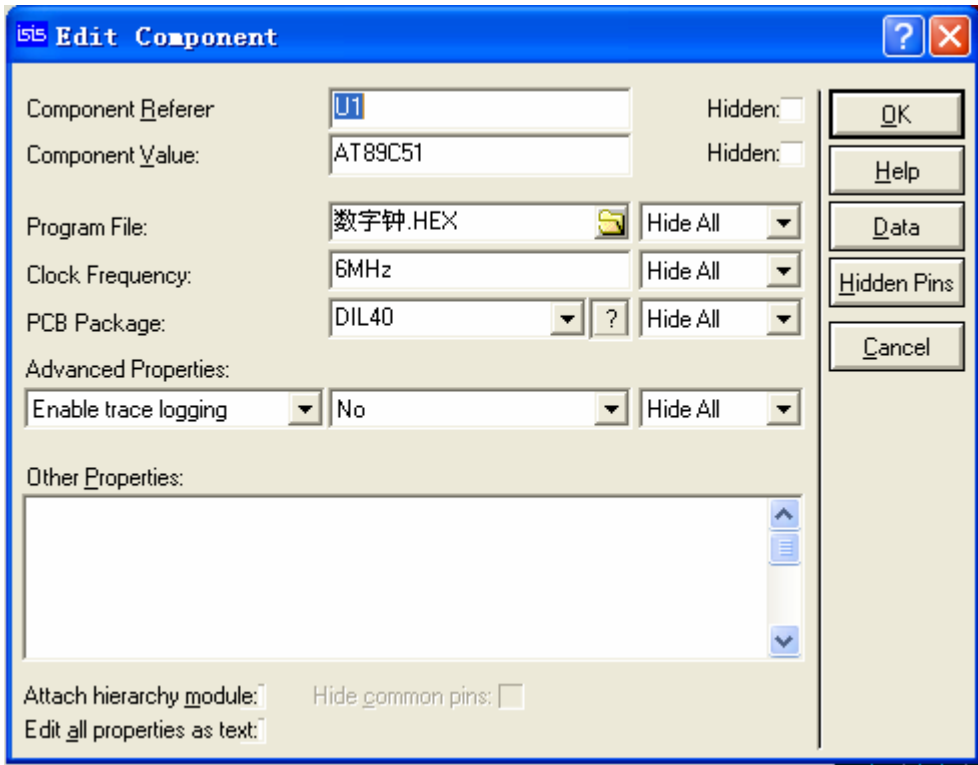 isis Edit Component ?
Component Referer U1 Hidden: OK
Component Value: AT89C51 Hidden: Help
Program File: 数字钟.HEX Hide All Data
Clock Frequency: 6MHz Hide All Hidden Pins
PCB Package: DIL40 ? Hide All
Cancel
Advanced Properties:
Enable trace logging No Hide All
Other Properties:
Attach hierarchy module: Hide common pins:
Edit all properties as text: